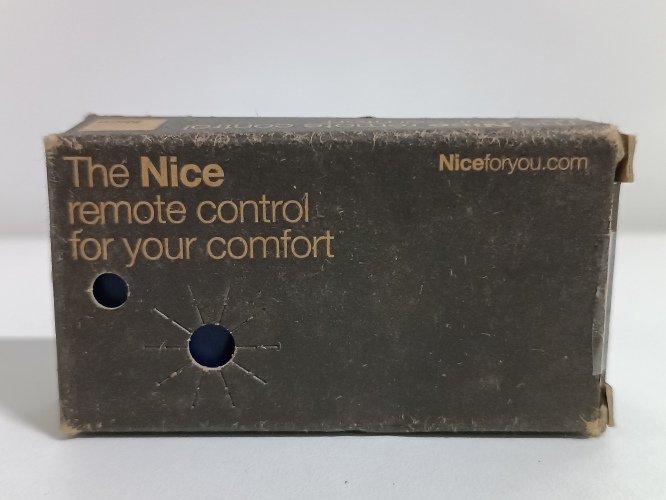 The Nice
remote control
for your comfort
Niceforyou.com